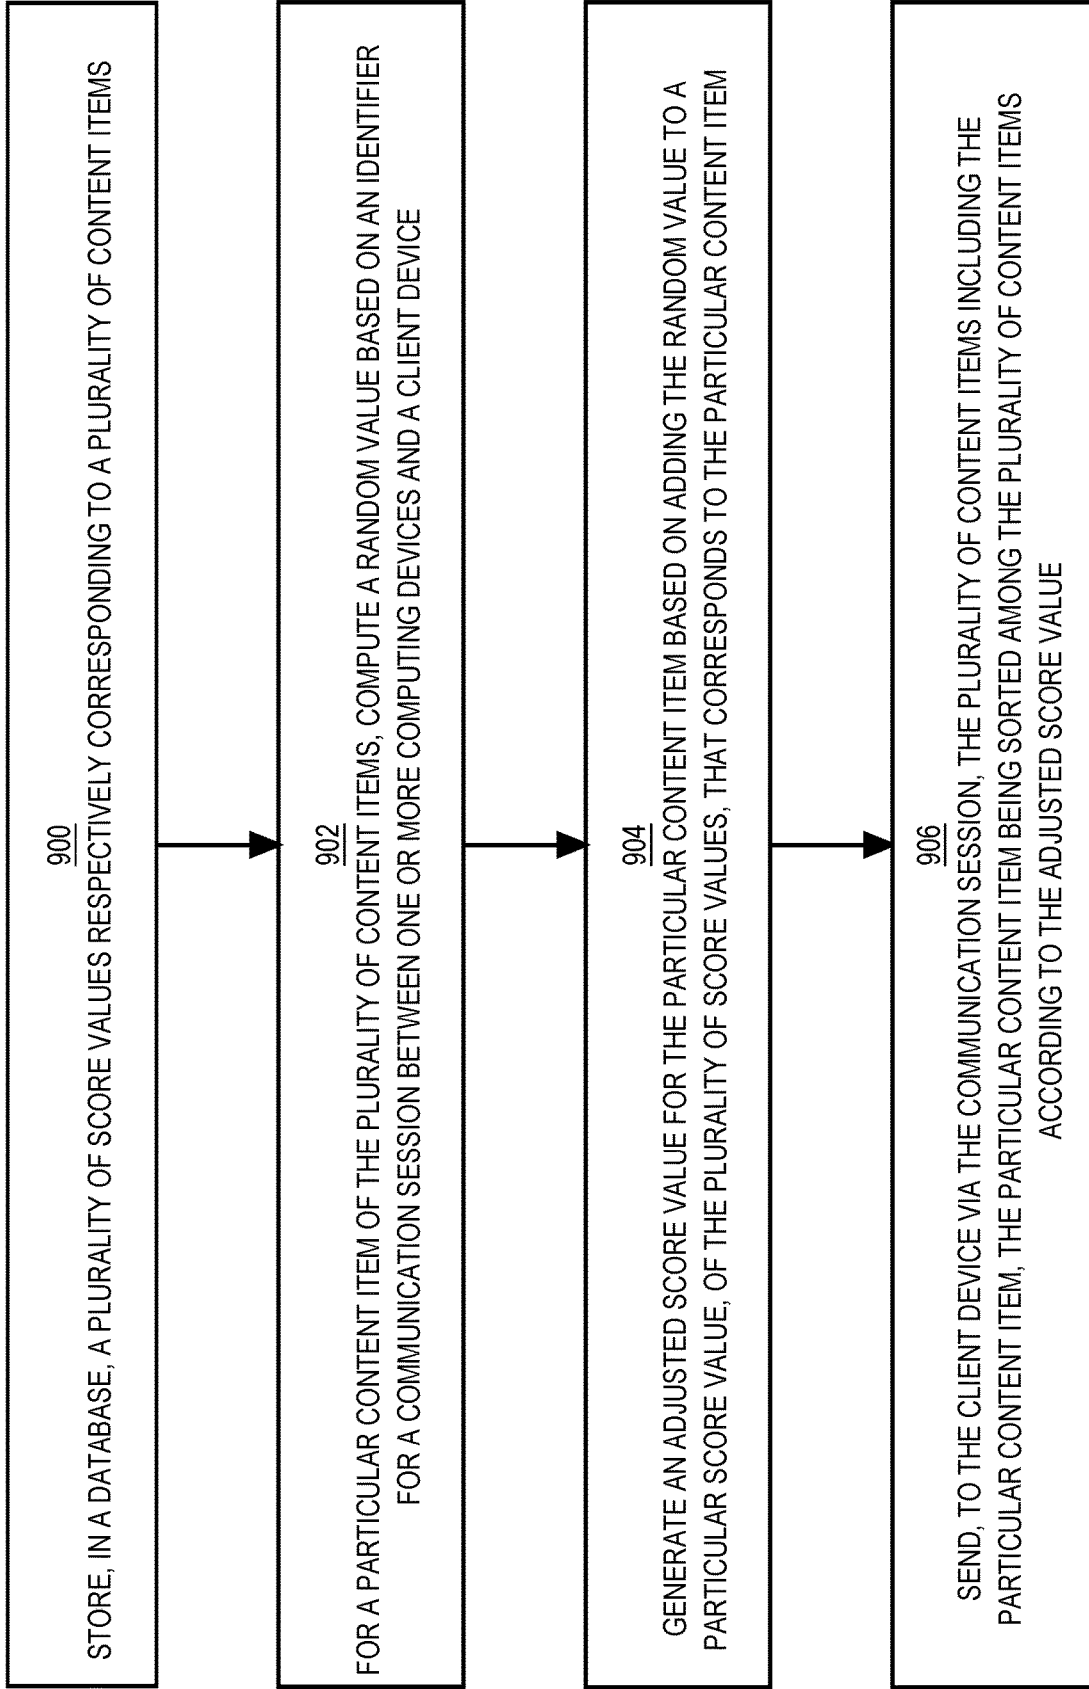 900
STORE, IN A DATABASE, A PLURALITY OF SCORE VALUES RESPECTIVELY CORRESPONDING TO A PLURALITY OF CONTENT ITEMS
902
FOR A PARTICULAR CONTENT ITEM OF THE PLURALITY OF CONTENT ITEMS, COMPUTE A RANDOM VALUE BASED ON AN IDENTIFIER
FOR A COMMUNICATION SESSION BETWEEN ONE OR MORE COMPUTING DEVICES AND A CLIENT DEVICE
904
GENERATE AN ADJUSTED SCORE VALUE FOR THE PARTICULAR CONTENT ITEM BASED ON ADDING THE RANDOM VALUE TO A
PARTICULAR SCORE VALUE, OF THE PLURALITY OF SCORE VALUES, THAT CORRESPONDS TO THE PARTICULAR CONTENT ITEM
906
SEND, TO THE CLIENT DEVICE VIA THE COMMUNICATION SESSION, THE PLURALITY OF CONTENT ITEMS INCLUDING THE
PARTICULAR CONTENT ITEM, THE PARTICULAR CONTENT ITEM BEING SORTED AMONG THE PLURALITY OF CONTENT ITEMS
ACCORDING TO THE ADJUSTED SCORE VALUE